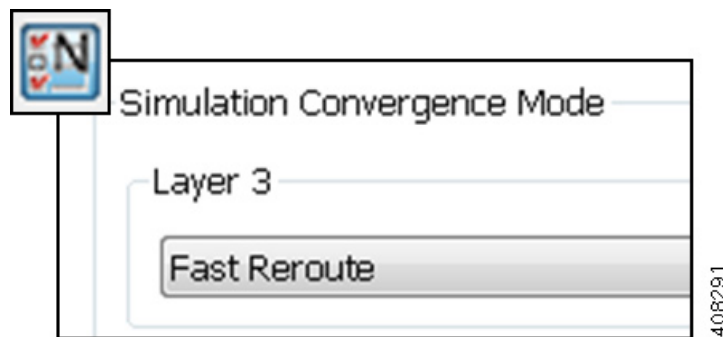 N
Simulation Convergence Mode
Layer 3
Fast Reroute
408291